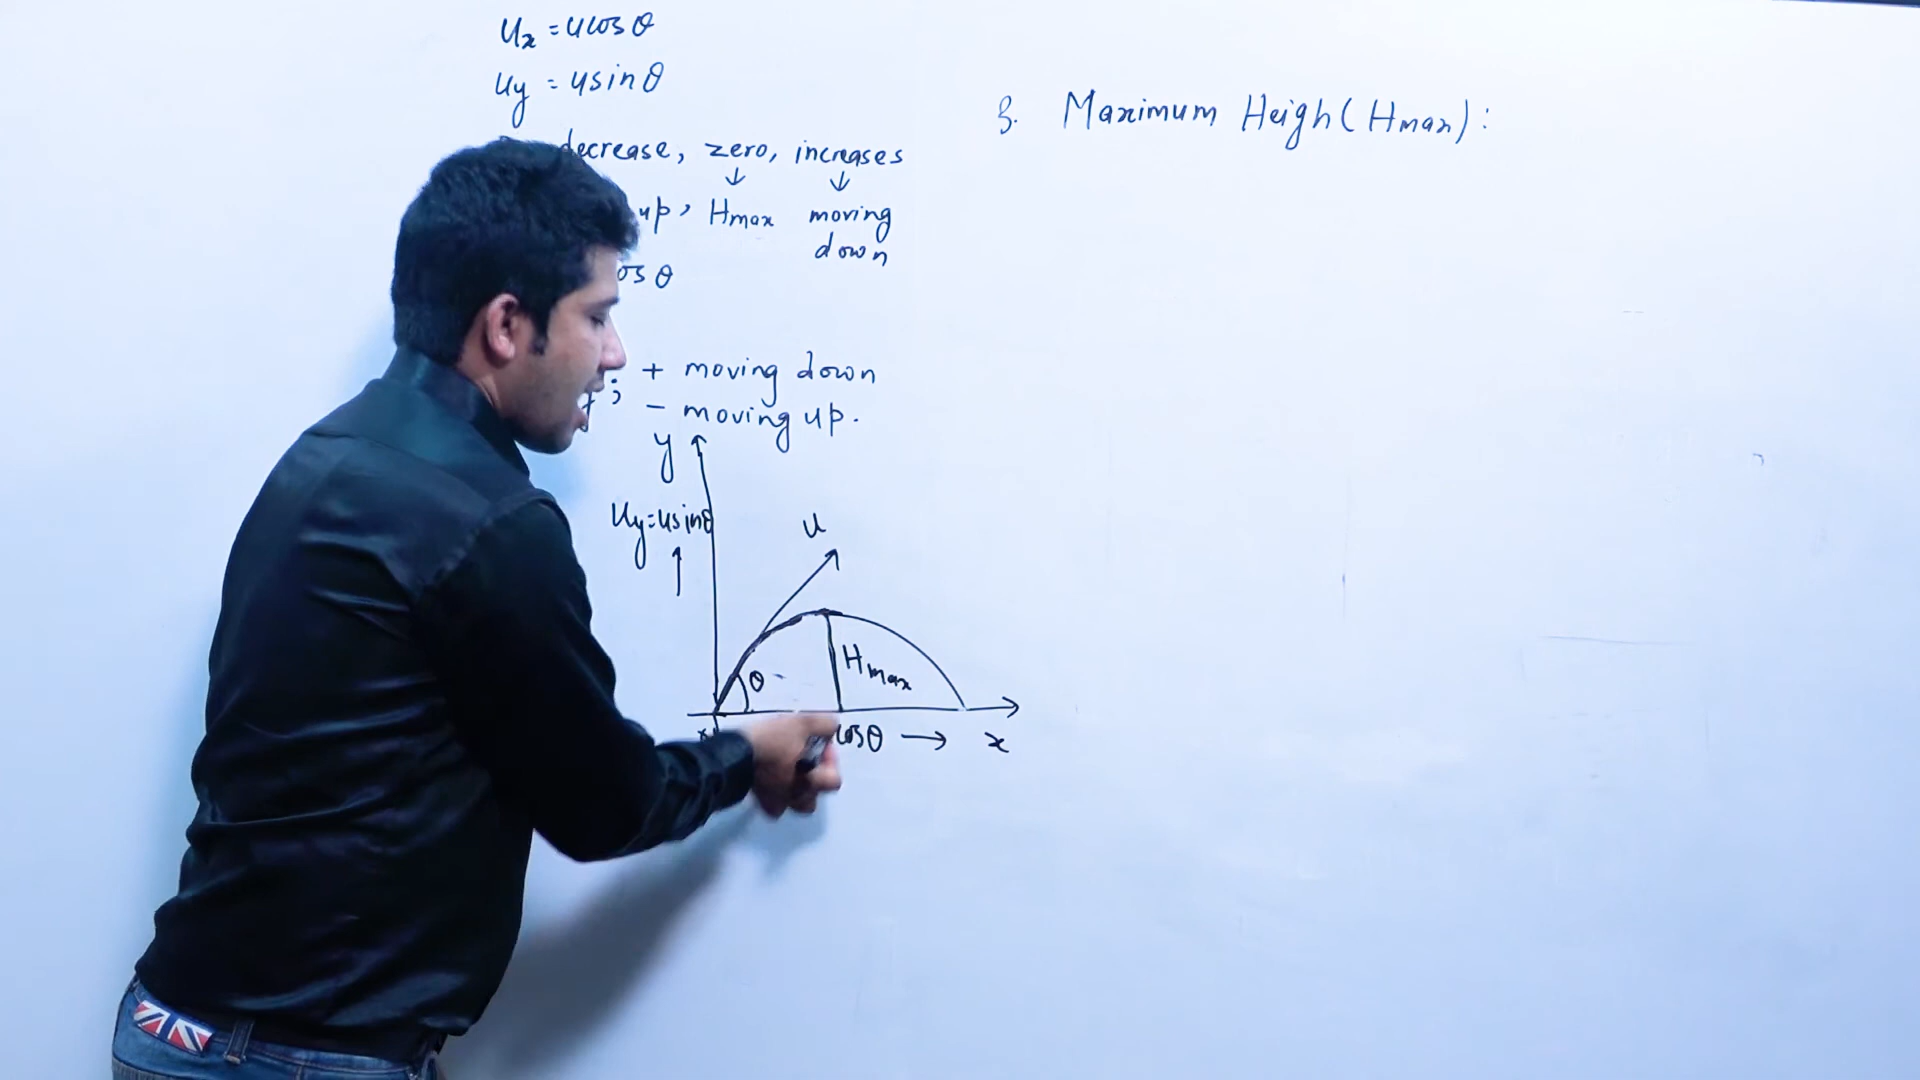 ux = ucosθ
uy = usinθ
decrease, zero, increases
↓ ↓
up, Hmax moving
down
osθ
; + moving down
- moving up.
y
uy=usinθ
↑
u
θ
Hmax
cosθ → x
3. Maximum Heigh(Hmax):